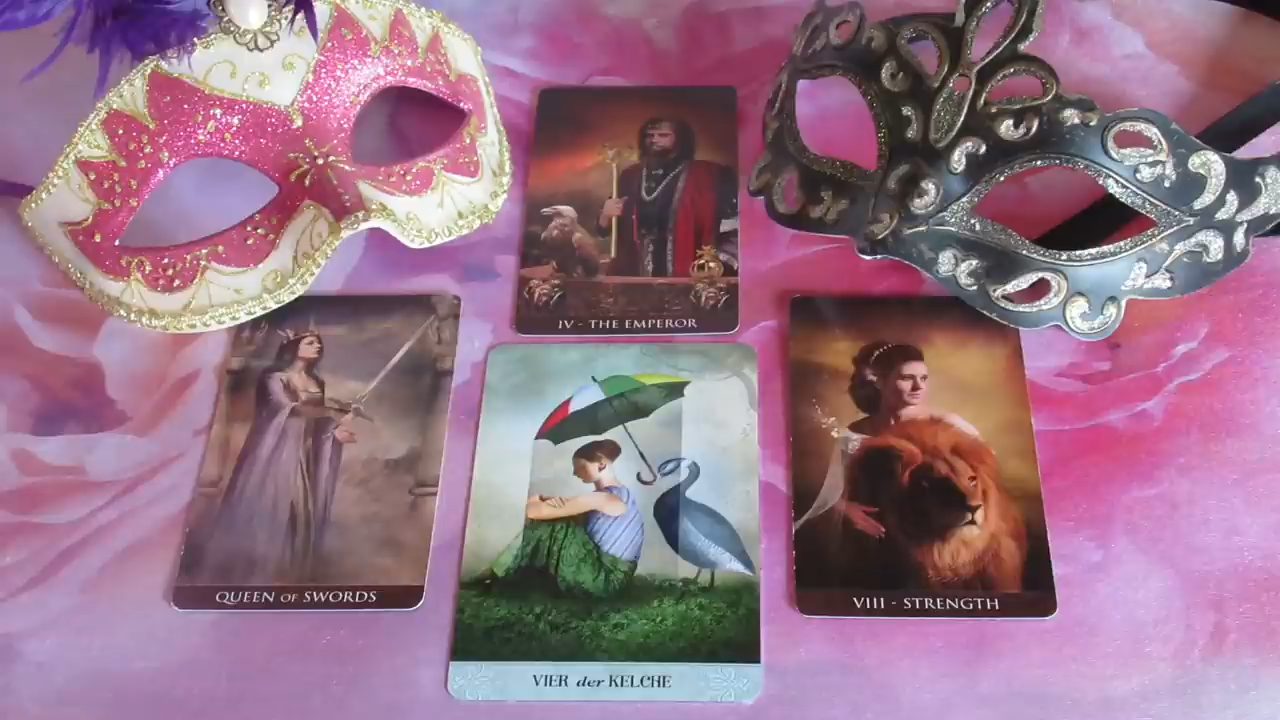 IV - THE EMPEROR
QUEEN OF SWORDS
VIII - STRENGTH
VIER der KELCHE